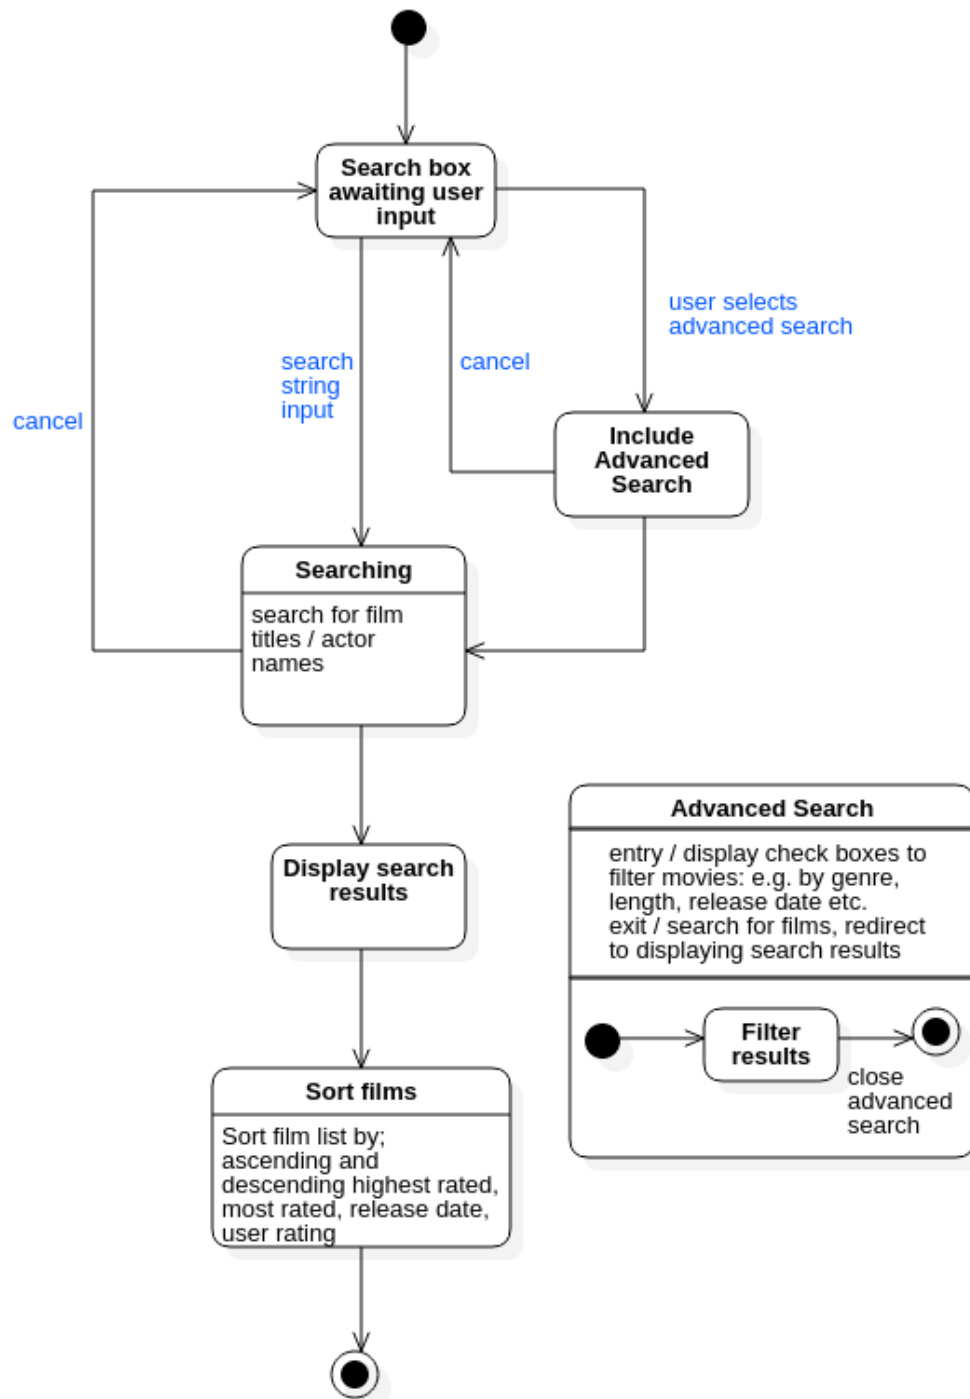 Search box
awaiting user
input
user selects
advanced search
search
string
input
cancel
cancel
Include
Advanced
Search
Searching
search for film
titles / actor
names
Display search
results
Sort films
Sort film list by;
ascending and
descending highest rated,
most rated, release date,
user rating
Advanced Search
entry / display check boxes to
filter movies: e.g. by genre,
length, release date etc.
exit / search for films, redirect
to displaying search results
Filter
results
close
advanced
search